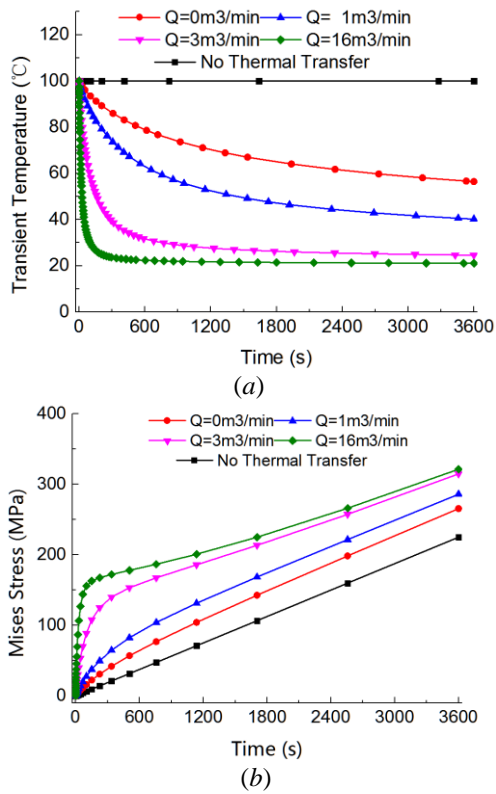 Q=0m3/min Q= 1m3/min
Q=3m3/min Q=16m3/min
No Thermal Transfer
Transient Temperature (℃)
120
100
80
60
40
20
0
0 600 1200 1800 2400 3000 3600
Time (s)
(a)
Q=0m3/min Q=1m3/min
Q=3m3/min Q=16m3/min
No Thermal Transfer
Mises Stress (MPa)
400
300
200
100
0
0 600 1200 1800 2400 3000 3600
Time (s)
(b)